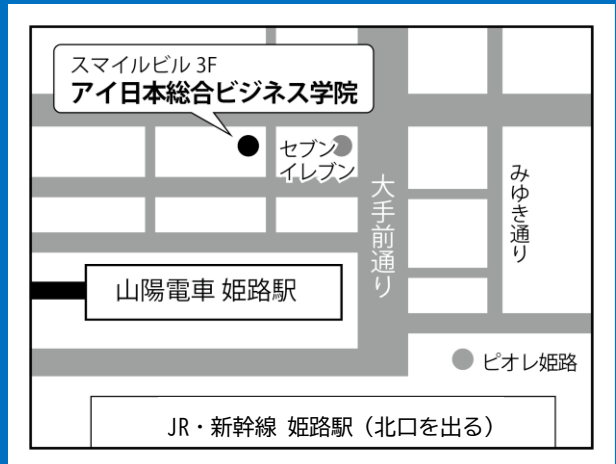 スマイルビル 3F
アイ日本総合ビジネス学院
セブン
イレブン
大手前通り
みゆき通り
山陽電車 姫路駅
ピオレ姫路
JR・新幹線 姫路駅（北口を出る）